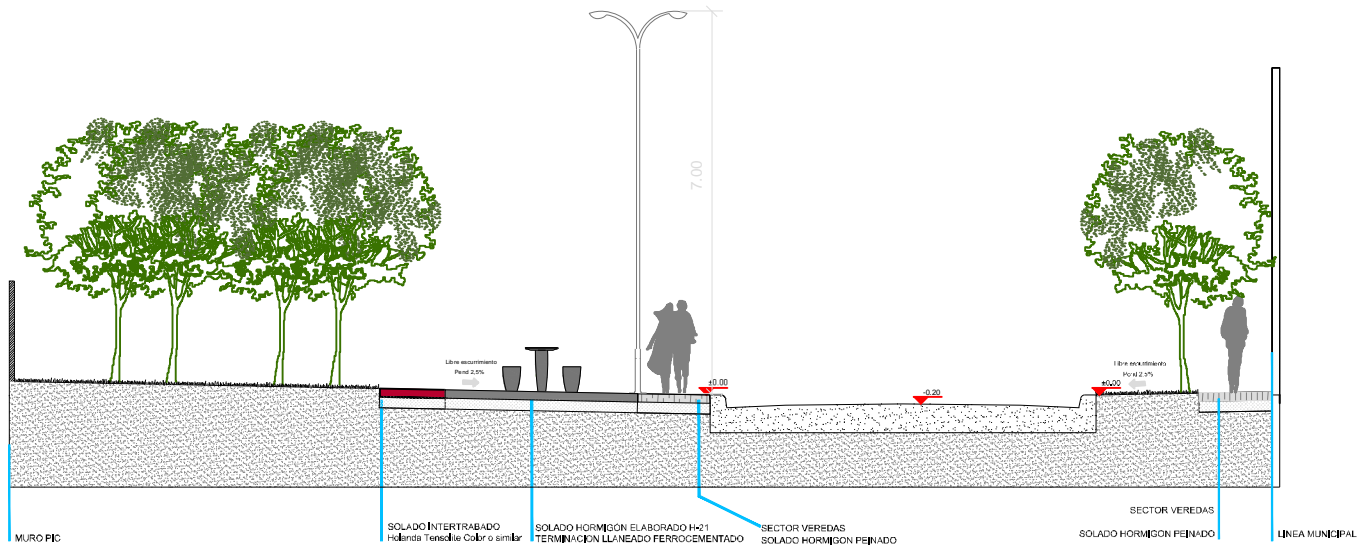 7.00
Libre escurrimiento
Pend 2,5%
±0.00
-0.20
±0.00
Libre escurrimiento
Pend 2,5%
MURO PIC
SOLADO INTERTRABADO
Holanda Tensolite Color o similar
SOLADO HORMIGÓN ELABORADO H-21
TERMINACION LLANEADO FERROCEMENTADO
SECTOR VEREDAS
SOLADO HORMIGON PEINADO
SECTOR VEREDAS
SOLADO HORMIGON PEINADO
LINEA MUNICIPAL